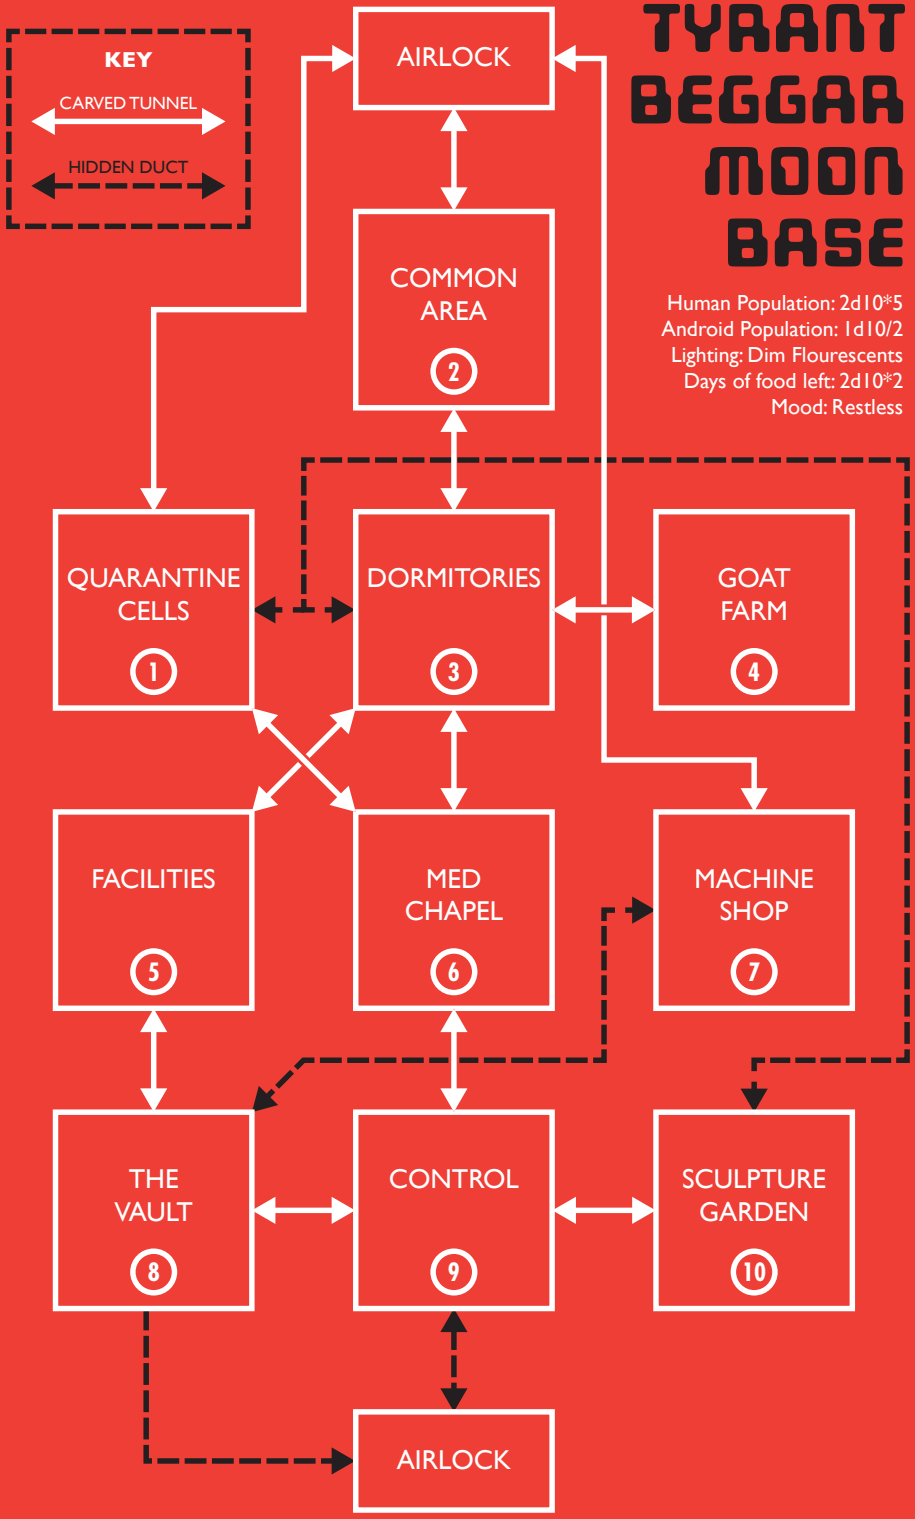 TYRANT
BEGGAR
MOON
BASE
Human Population: 2d10*5
Android Population: 1d10/2
Lighting: Dim Flourescents
Days of food left: 2d10*2
Mood: Restless
KEY
CARVED TUNNEL
HIDDEN DUCT
AIRLOCK
COMMON
AREA
2
QUARANTINE
CELLS
1
DORMITORIES
3
GOAT
FARM
4
FACILITIES
5
MED
CHAPEL
6
MACHINE
SHOP
7
THE
VAULT
8
CONTROL
9
SCULPTURE
GARDEN
10
AIRLOCK